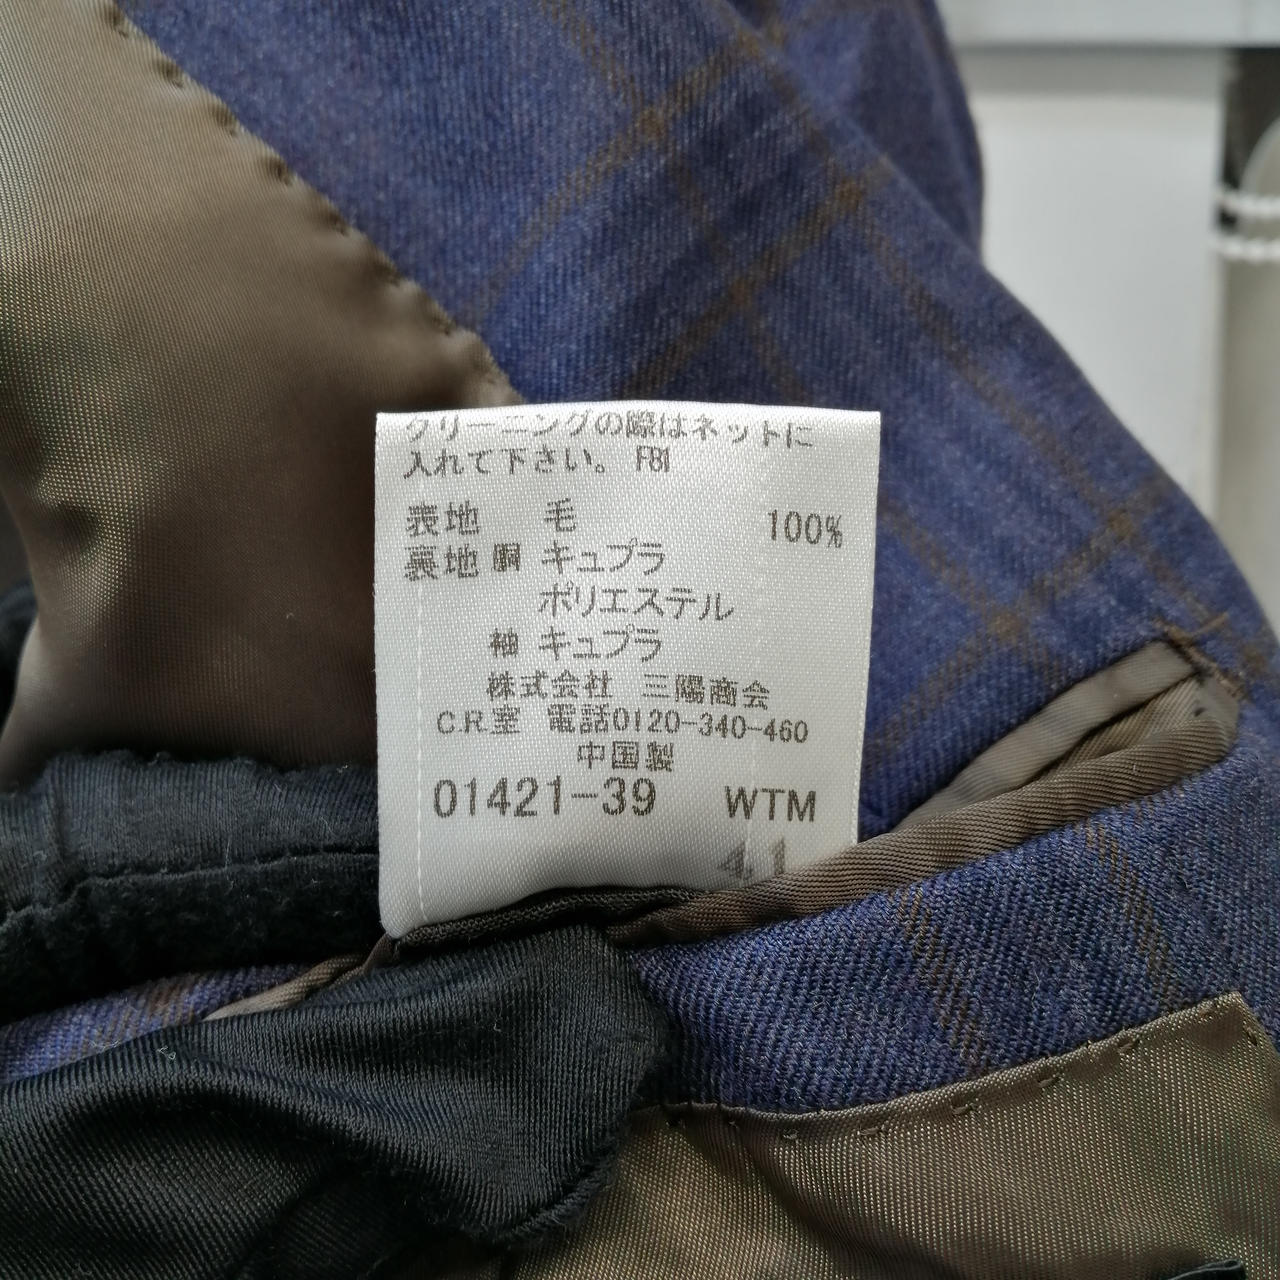 クリーニングの際はネットに
入れて下さい。 F81
表地 毛 100%
裏地 胴 キュプラ
ポリエステル
袖 キュプラ
株式会社 三陽商会
C.R室 電話0120-340-460
中国製
01421-39 WTM
4,1